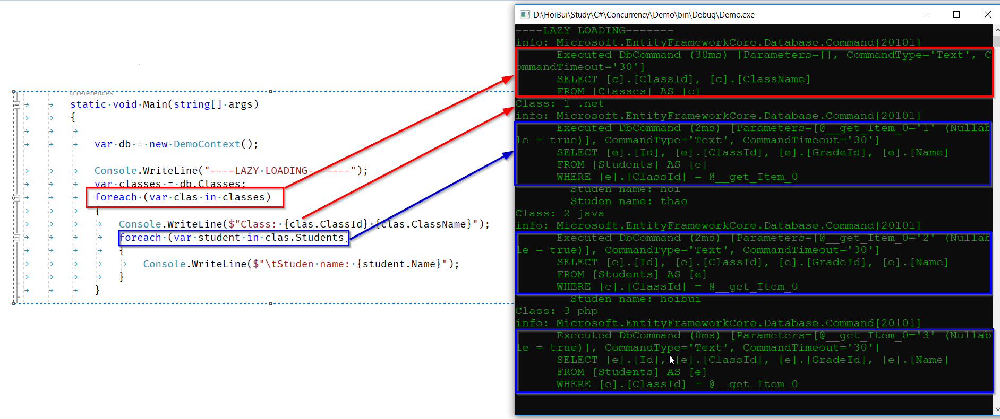 0 references
static void Main(string[] args)
{
var db = new DemoContext();
Console.WriteLine("----LAZY LOADING-------");
var classes = db.Classes;
foreach (var clas in classes)
{
Console.WriteLine($"Class: {clas.ClassId} {clas.ClassName}");
foreach (var student in clas.Students
{
Console.WriteLine($"\tStuden name: {student.Name}");
}
}
D:\HoiBui\Study\C#\Concurrency\Demo\bin\Debug\Demo.exe
----LAZY LOADING-------
info: Microsoft.EntityFrameworkCore.Database.Command[20101]
Executed DbCommand (30ms) [Parameters=[], CommandType='Text', C
ommandTimeout='30']
SELECT [c].[ClassId], [c].[ClassName]
FROM [Classes] AS [c]
Class: 1 .net
info: Microsoft.EntityFrameworkCore.Database.Command[20101]
Executed DbCommand (2ms) [Parameters=[@__get_Item_0='1' (Nullab
le = true)], CommandType='Text', CommandTimeout='30']
SELECT [e].[Id], [e].[ClassId], [e].[GradeId], [e].[Name]
FROM [Students] AS [e]
WHERE [e].[ClassId] = @__get_Item_0
Studen name: hoi
Studen name: thao
Class: 2 java
info: Microsoft.EntityFrameworkCore.Database.Command[20101]
Executed DbCommand (2ms) [Parameters=[@__get_Item_0='2' (Nullab
le = true)], CommandType='Text', CommandTimeout='30']
SELECT [e].[Id], [e].[ClassId], [e].[GradeId], [e].[Name]
FROM [Students] AS [e]
WHERE [e].[ClassId] = @__get_Item_0
Studen name: hoibui
Class: 3 php
info: Microsoft.EntityFrameworkCore.Database.Command[20101]
Executed DbCommand (0ms) [Parameters=[@__get_Item_0='3' (Nullab
le = true)], CommandType='Text', CommandTimeout='30']
SELECT [e].[Id], [e].[ClassId], [e].[GradeId], [e].[Name]
FROM [Students] AS [e]
WHERE [e].[ClassId] = @__get_Item_0